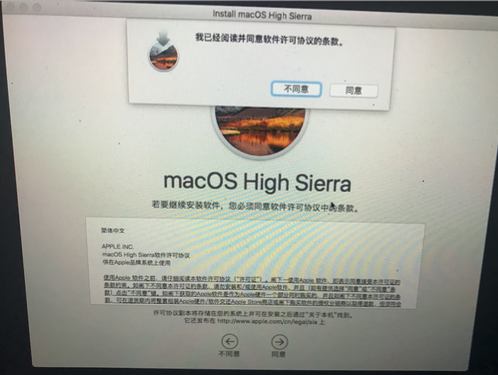 Install macOS High Sierra
我已经阅读并同意软件许可协议的条款。
不同意
同意
macOS High Sierra
若要继续安装软件，您必须同意软件许可协议中的条款。
简体中文
APPLE INC.
macOS High Sierra软件许可协议
供在Apple品牌系统上使用
使用Apple 软件之前，请仔细阅读本软件许可协议
许可协议副本将存储在您的系统上并可在安装之后通过“关于本机”找到。
它还发布在 http://www.apple.com/cn/legal/sla 上
不同意
同意